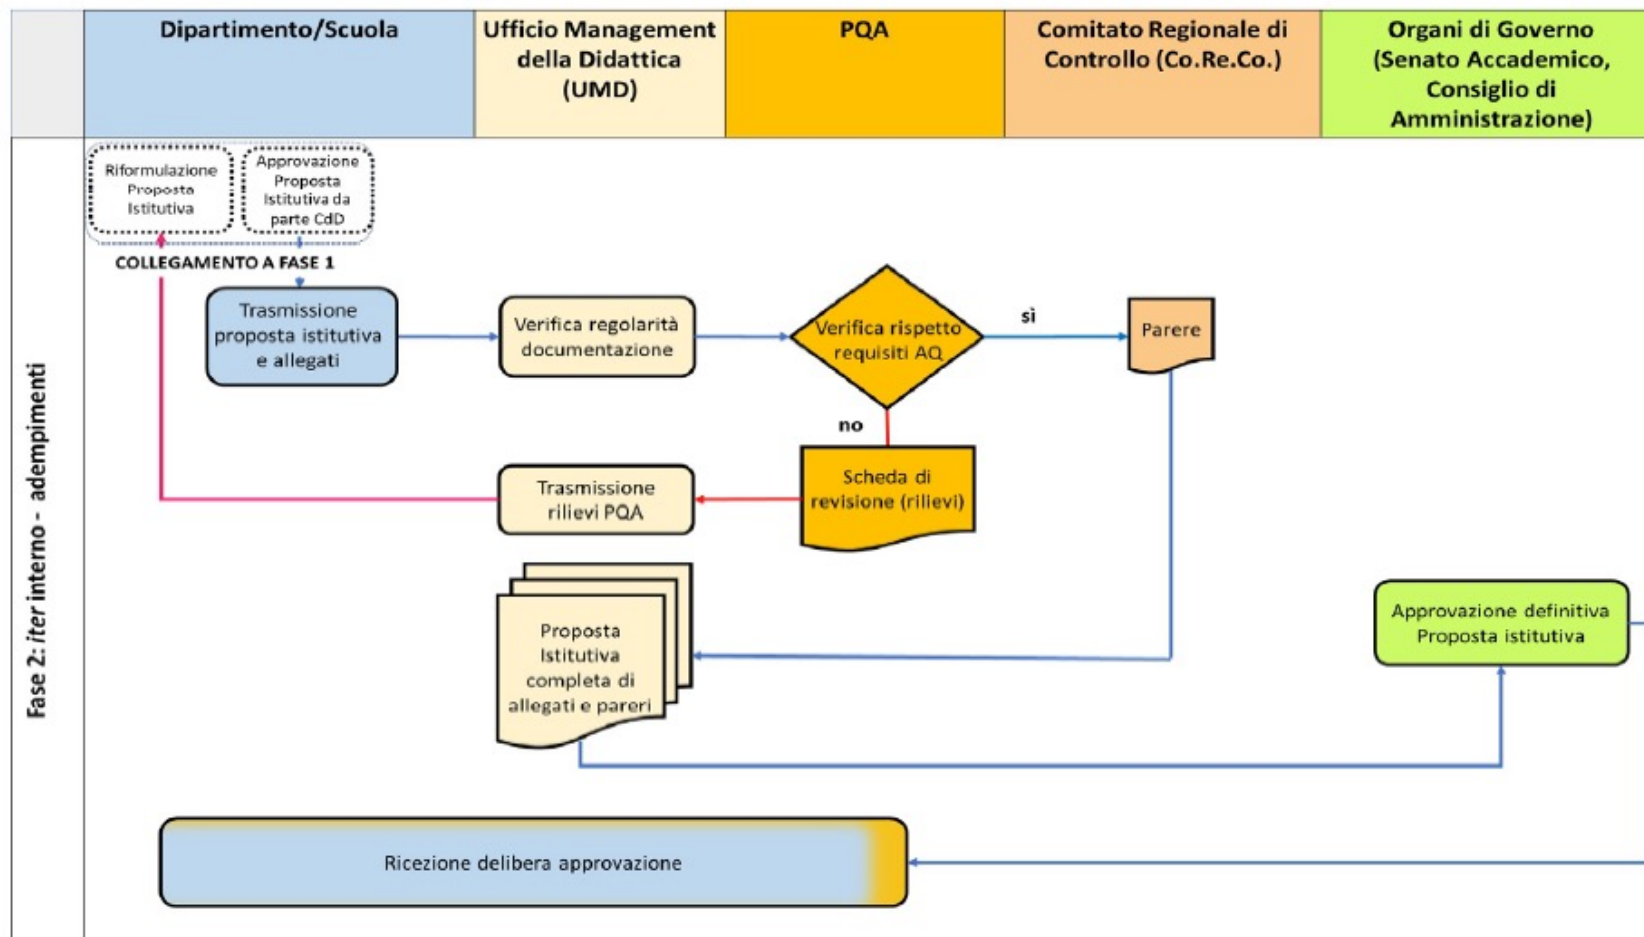 Dipartimento/Scuola
Ufficio Management
della Didattica
(UMD)
PQA
Comitato Regionale di
Controllo (Co.Re.Co.)
Organi di Governo
(Senato Accademico,
Consiglio di
Amministrazione)
Fase 2: iter interno - adempimenti
Riformulazione
Proposta
Istitutiva
Approvazione
Proposta
Istitutiva da
parte CdD
COLLEGAMENTO A FASE 1
Trasmissione
proposta istitutiva
e allegati
Verifica regolarità
documentazione
Verifica rispetto
requisiti AQ
sì
Parere
no
Scheda di
revisione (rilievi)
Trasmissione
rilievi PQA
Proposta
Istitutiva
completa di
allegati e pareri
Approvazione definitiva
Proposta istitutiva
Ricezione delibera approvazione